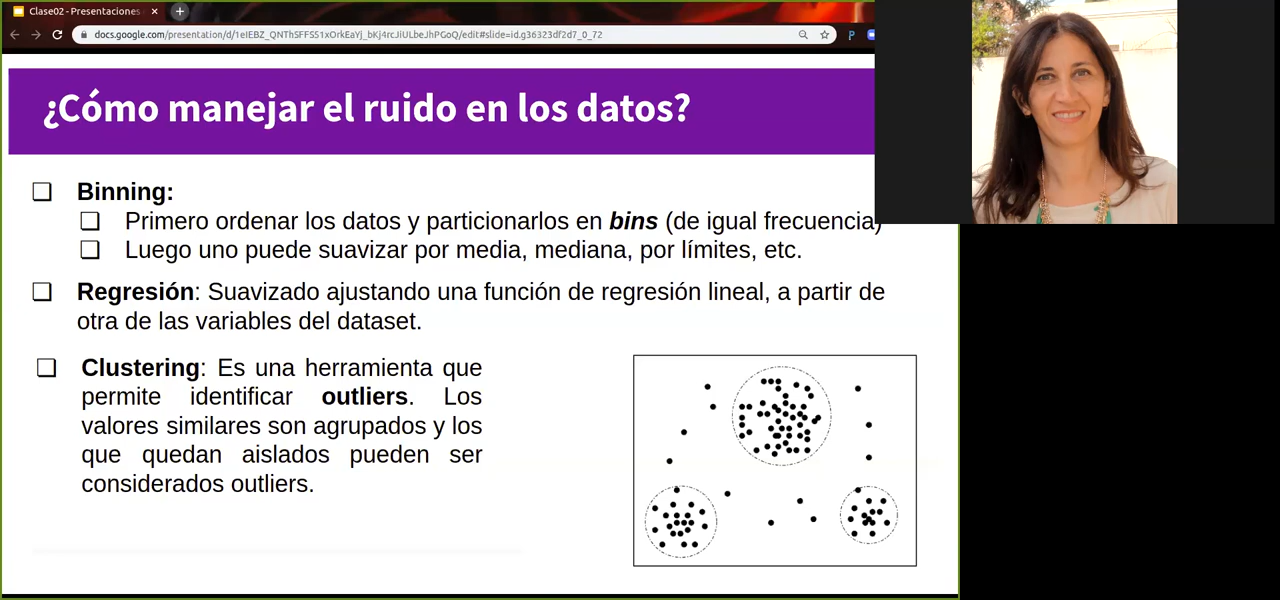 Clase02 - Presentaciones
docs.google.com/presentation/d/1eIEBZ_QNThSFFSS1xOrkEaYj_bKj4rcJiULbeJhPGoQ/edit#slide=id.g36323df2d7_0_72
¿Cómo manejar el ruido en los datos?
Binning:
Primero ordenar los datos y particionarlos en bins (de igual frecuencia)
Luego uno puede suavizar por media, mediana, por límites, etc.
Regresión: Suavizado ajustando una función de regresión lineal, a partir de
otra de las variables del dataset.
Clustering: Es una herramienta que
permite identificar outliers. Los
valores similares son agrupados y los
que quedan aislados pueden ser
considerados outliers.